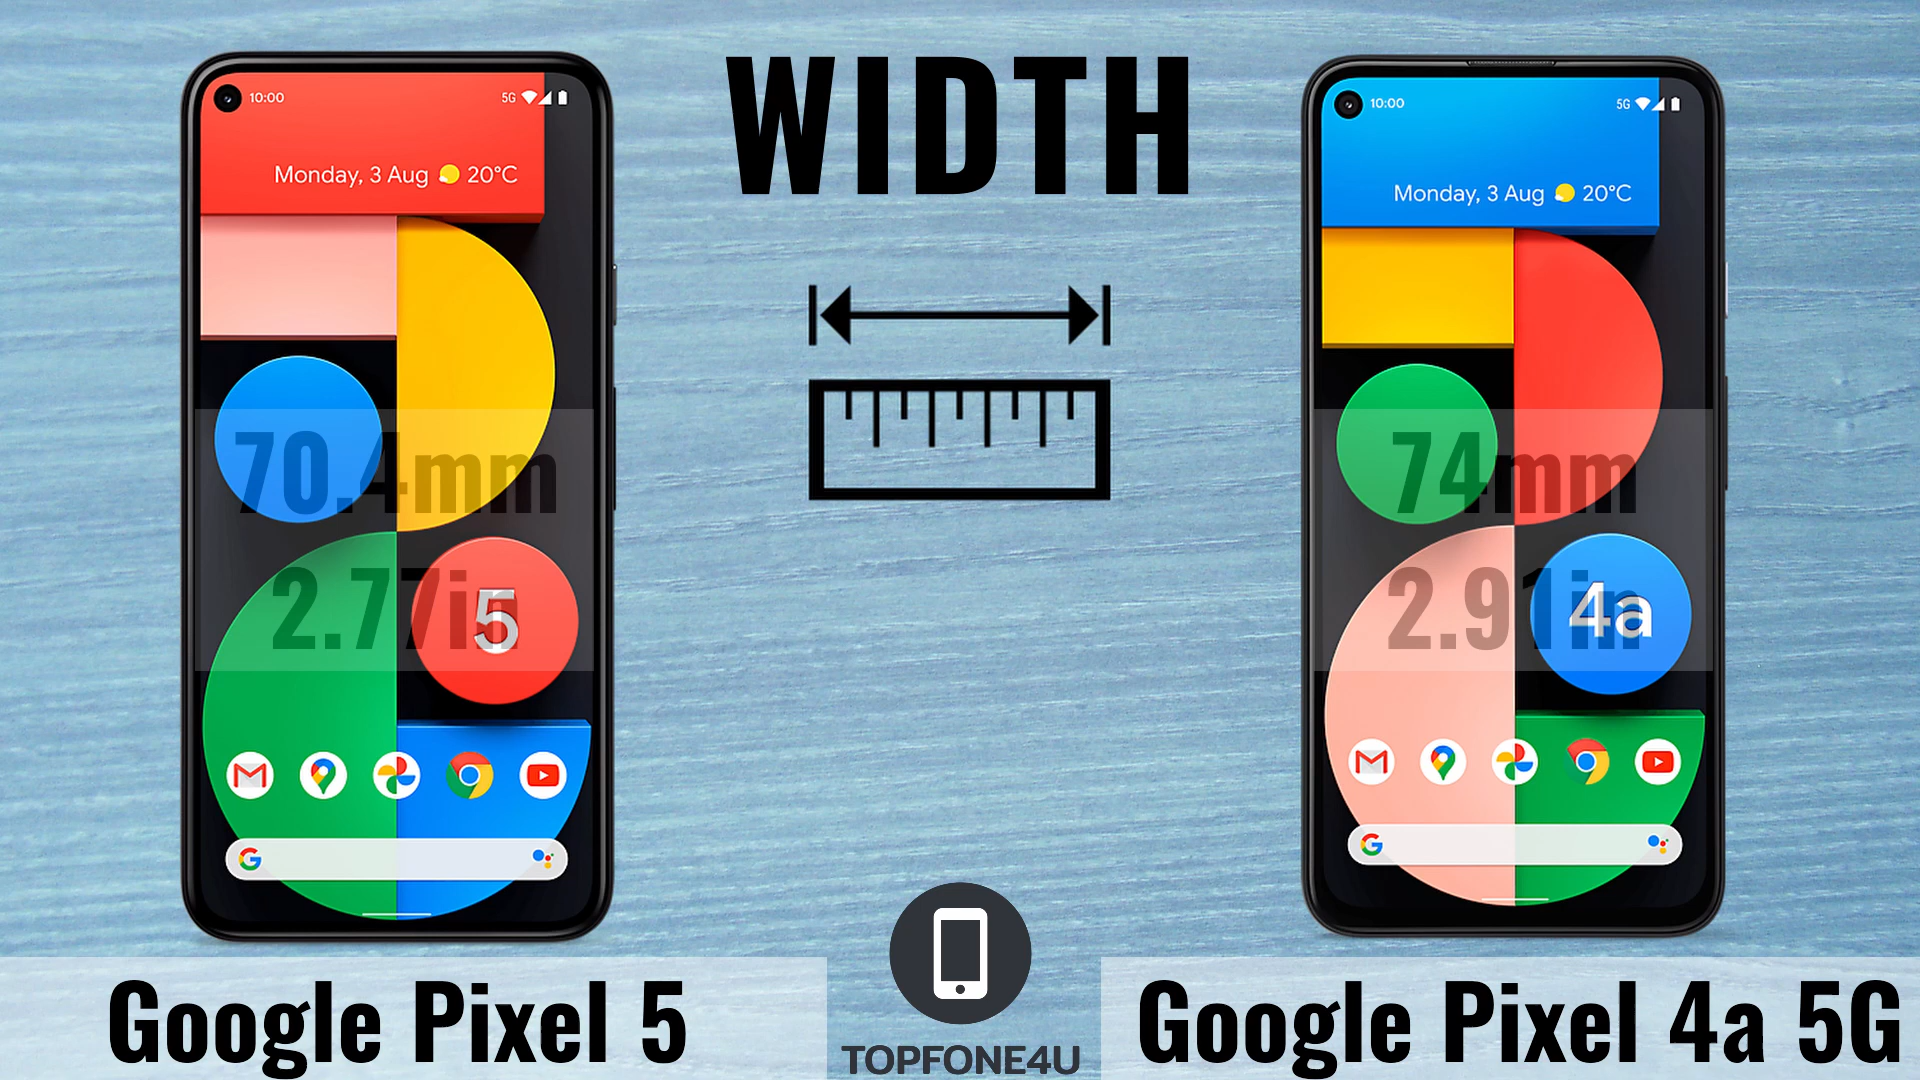 WIDTH
10:00 5G
Monday, 3 Aug 20°C
70.4mm
2.77in
5
10:00 5G
Monday, 3 Aug 20°C
74mm
2.91in
4a
Google Pixel 5
TOPFONE4U
Google Pixel 4a 5G